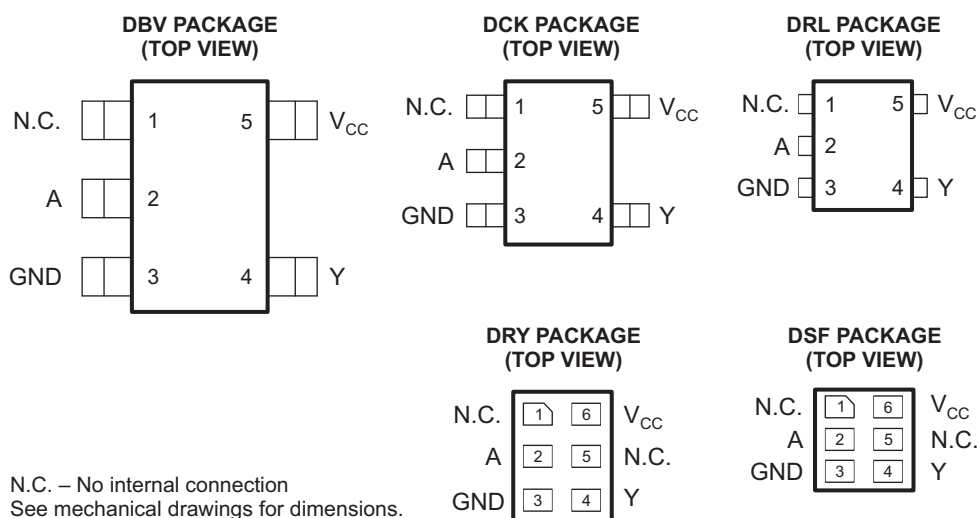 DBV PACKAGE
(TOP VIEW)
N.C. 1 5 VCC
A 2
GND 3 4 Y
DCK PACKAGE
(TOP VIEW)
N.C. 1 5 VCC
A 2
GND 3 4 Y
DRL PACKAGE
(TOP VIEW)
N.C. 1 5 VCC
A 2
GND 3 4 Y
DRY PACKAGE
(TOP VIEW)
N.C. 1 6 VCC
A 2 5 N.C.
GND 3 4 Y
DSF PACKAGE
(TOP VIEW)
N.C. 1 6 VCC
A 2 5 N.C.
GND 3 4 Y
N.C. – No internal connection
See mechanical drawings for dimensions.